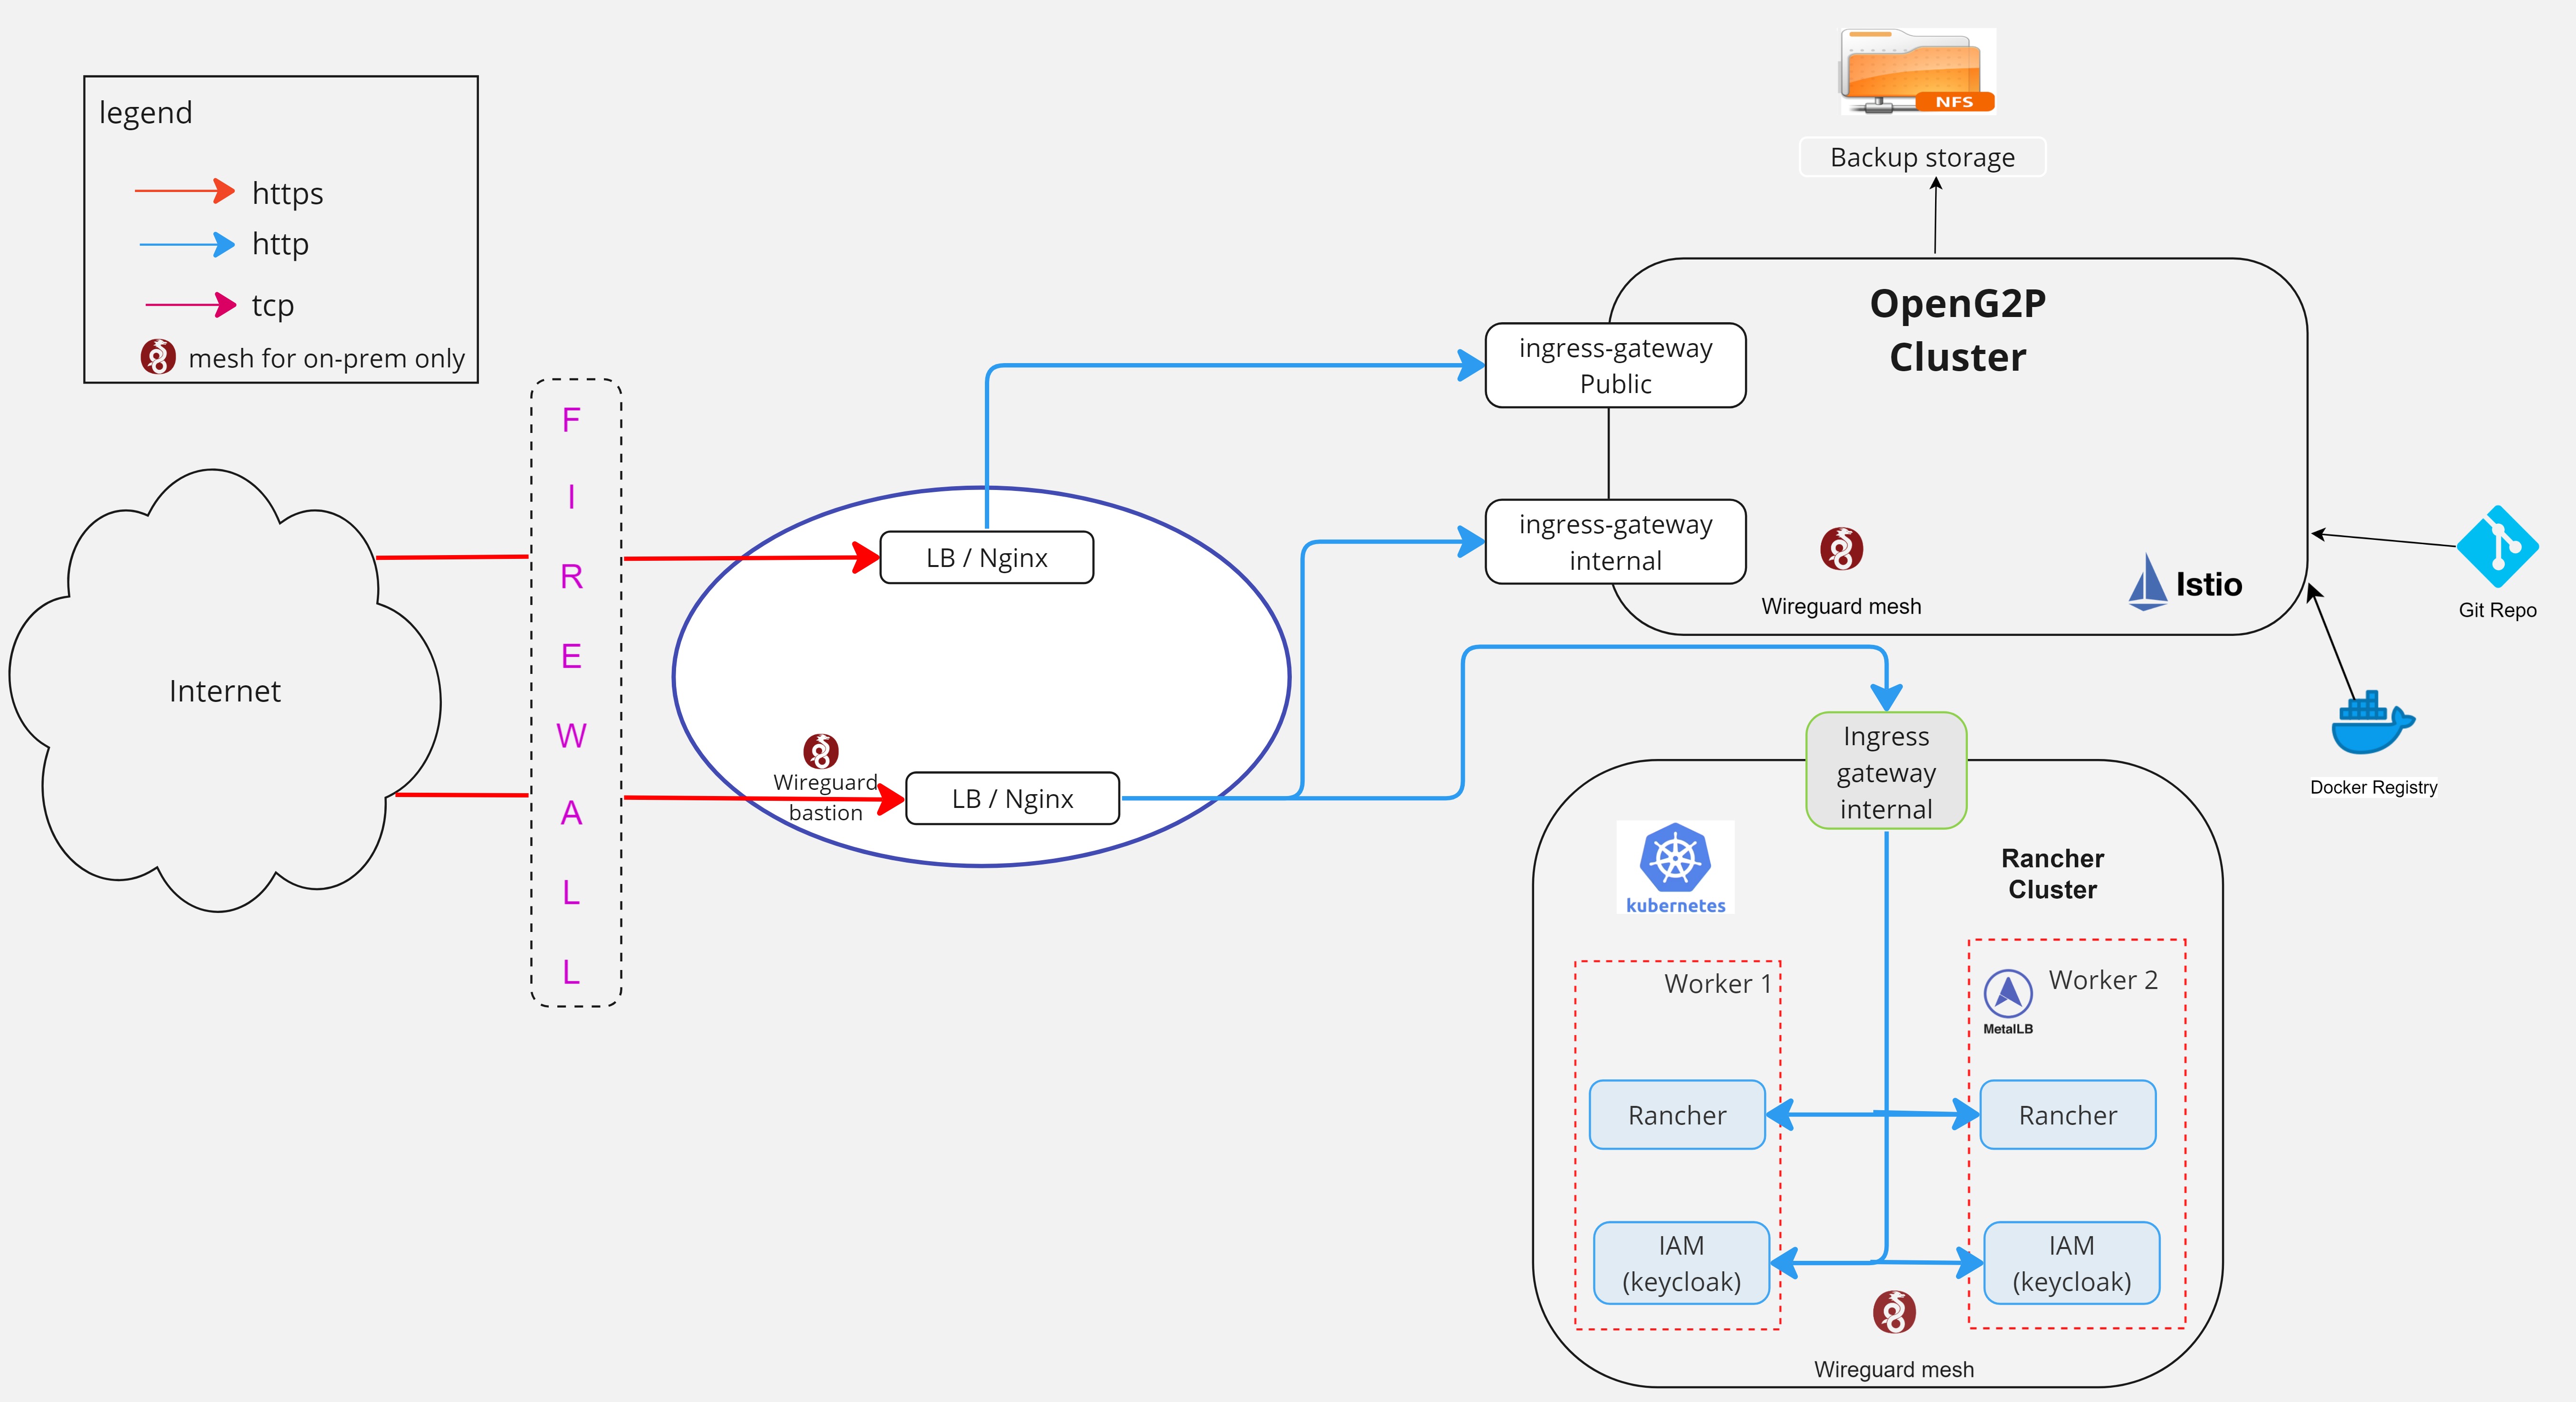 legend
https
http
tcp
mesh for on-prem only
NFS
Backup storage
OpenG2P
Cluster
ingress-gateway
Public
ingress-gateway
internal
Wireguard mesh
Istio
Git Repo
Docker Registry
F
I
R
E
W
A
L
L
Internet
LB / Nginx
Wireguard
bastion
LB / Nginx
Ingress
gateway
internal
kubernetes
Rancher
Cluster
Worker 1
Worker 2
MetalLB
Rancher
Rancher
IAM
(keycloak)
IAM
(keycloak)
Wireguard mesh